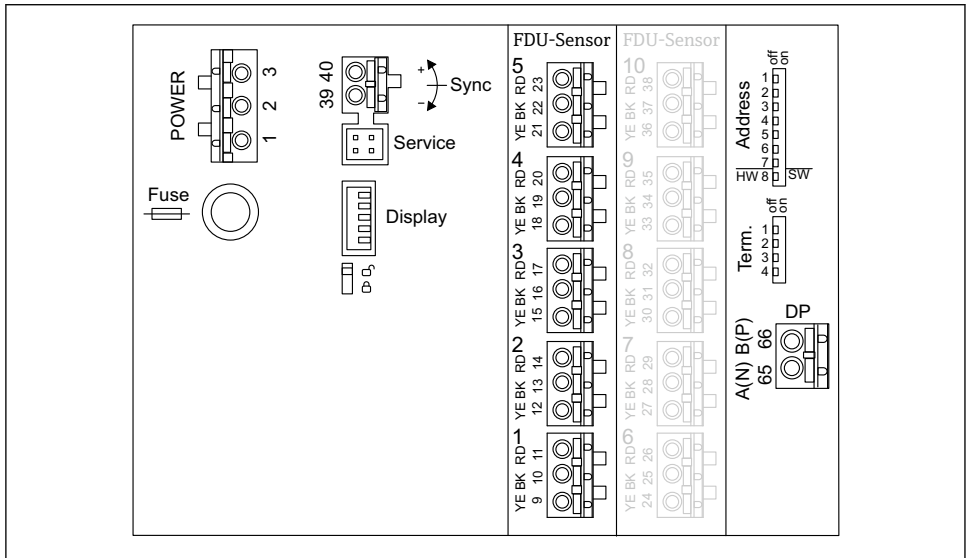 POWER
3
2
1
Fuse
39 40
+
−
Sync
Service
Display
FDU-Sensor
5
YE BK RD
21 22 23
4
YE BK RD
18 19 20
3
YE BK RD
15 16 17
2
YE BK RD
12 13 14
1
YE BK RD
9 10 11
FDU-Sensor
10
YE BK RD
36 37 38
9
YE BK RD
33 34 35
8
YE BK RD
30 31 32
7
YE BK RD
27 28 29
6
YE BK RD
24 25 26
Address
off
on
1
2
3
4
5
6
7
HW 8 SW
Term.
off
on
1
2
3
4
DP
A(N) B(P)
65 66